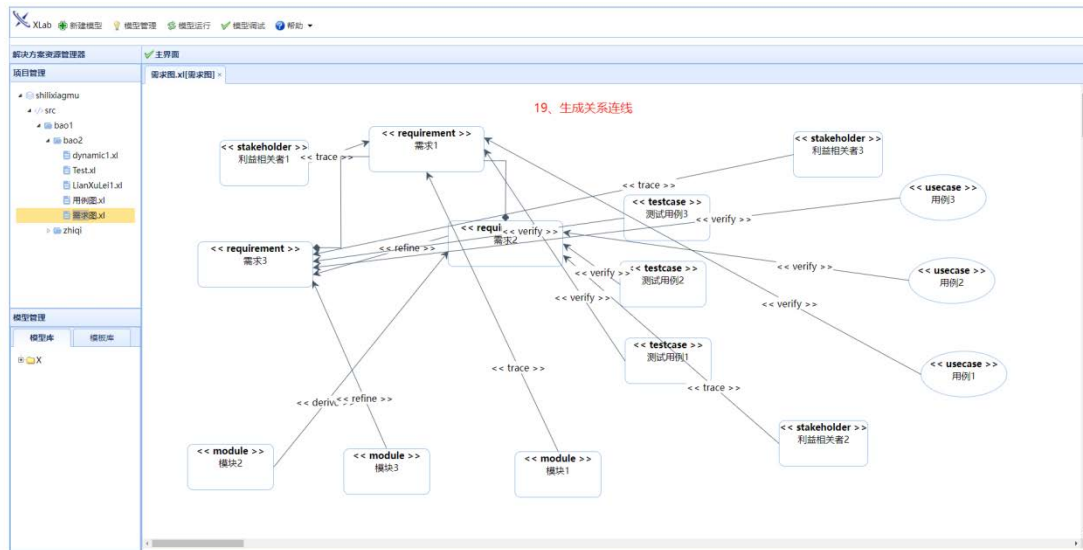 XLab 新建模型 模型管理 模型运行 模型调试 帮助
解决方案资源管理器
主界面
项目管理
需求图.xl[需求图] ×
shilixiagmu
src
bao1
bao2
dynamic1.xl
Test.xl
LianXuLei1.xl
用例图.xl
需求图.xl
zhiqi
模型管理
模型库 模板库
X
19、生成关系连线
<< requirement >>
需求1
<< stakeholder >>
利益相关者1
<< trace >>
<< stakeholder >>
利益相关者3
<< trace >>
<< usecase >>
用例3
<< testcase >>
测试用例3
<< verify >>
<< requi
需求2
<< verify >>
<< requirement >>
需求3
<< refine >>
<< verify >>
<< testcase >>
测试用例2
<< verify >>
<< usecase >>
用例2
<< verify >>
<< verify >>
<< testcase >>
测试用例1
<< usecase >>
用例1
<< trace >>
<< trace >>
<< derive >>
<< refine >>
<< stakeholder >>
利益相关者2
<< module >>
模块2
<< module >>
模块3
<< module >>
模块1